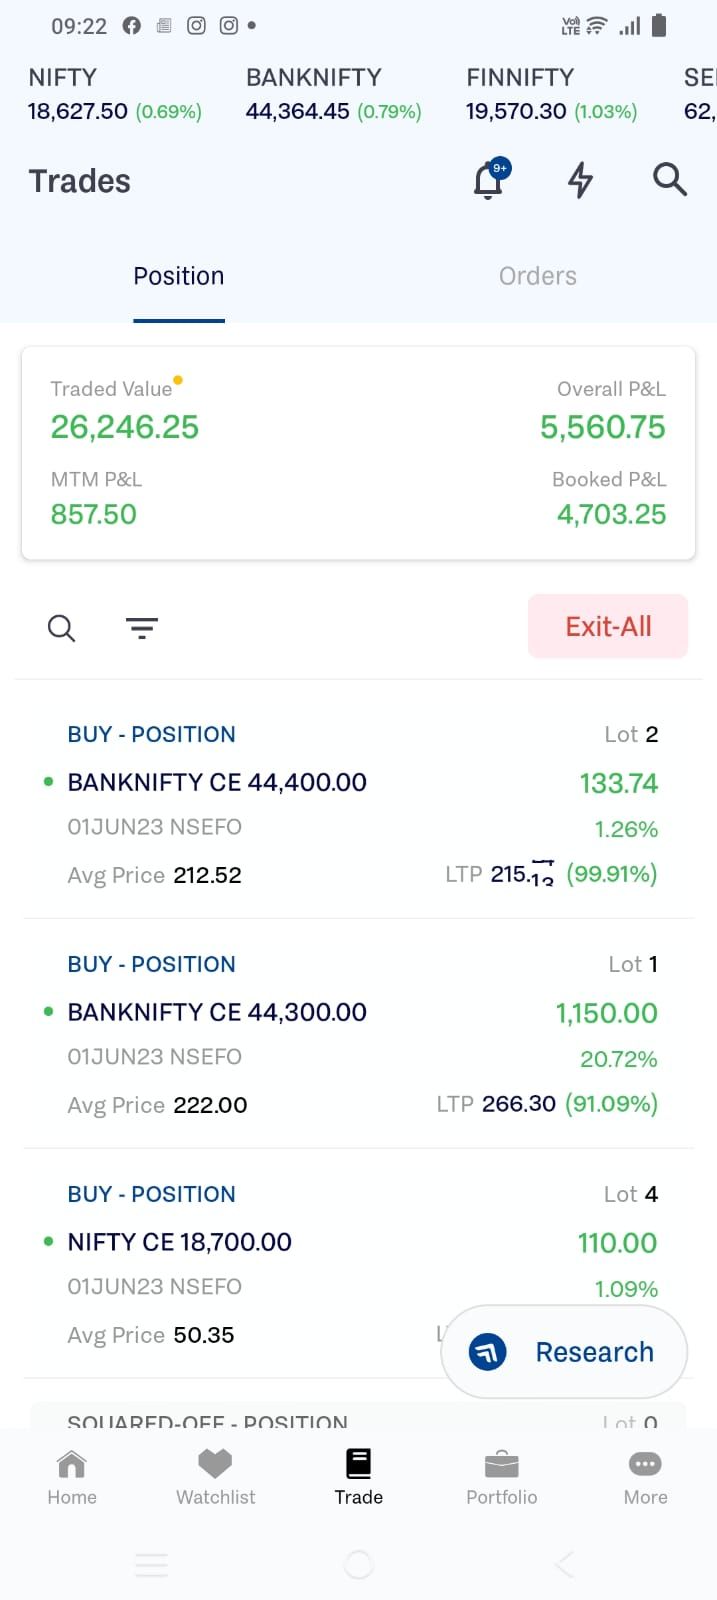 09:22
Vo)) LTE
NIFTY BANKNIFTY FINNIFTY SE
18,627.50 (0.69%) 44,364.45 (0.79%) 19,570.30 (1.03%) 62,
Trades
9+
Position Orders
Traded Value Overall P&L
26,246.25 5,560.75
MTM P&L Booked P&L
857.50 4,703.25
Exit-All
BUY - POSITION Lot 2
BANKNIFTY CE 44,400.00 133.74
01JUN23 NSEFO 1.26%
Avg Price 212.52 LTP 215. (99.91%)
BUY - POSITION Lot 1
BANKNIFTY CE 44,300.00 1,150.00
01JUN23 NSEFO 20.72%
Avg Price 222.00 LTP 266.30 (91.09%)
BUY - POSITION Lot 4
NIFTY CE 18,700.00 110.00
01JUN23 NSEFO 1.09%
Avg Price 50.35
Research
SQUARED-OFF - POSITION Lot 0
Home Watchlist Trade Portfolio More